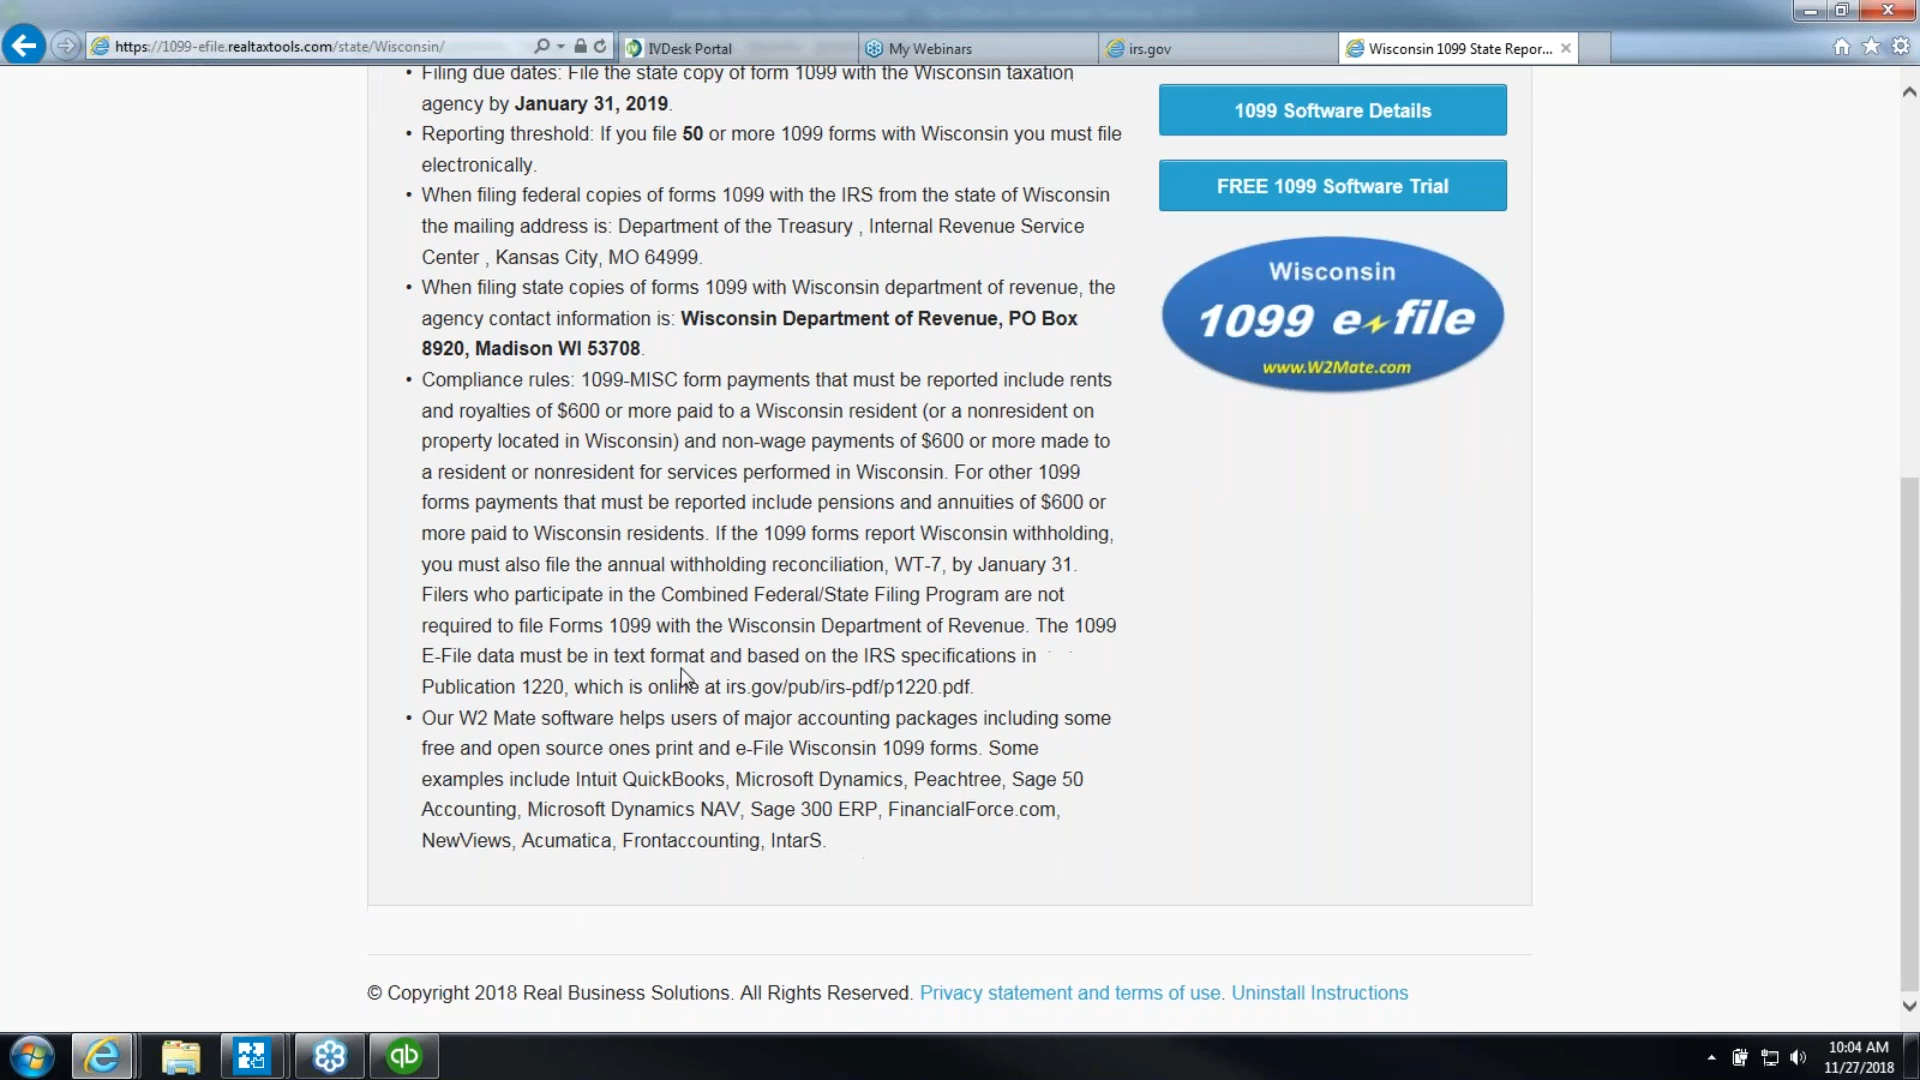 https://1099-efile.realtaxtools.com/state/Wisconsin/
IVDesk Portal
My Webinars
irs.gov
Wisconsin 1099 State Repor...
• Filing due dates: File the state copy of form 1099 with the Wisconsin taxation
agency by January 31, 2019.
• Reporting threshold: If you file 50 or more 1099 forms with Wisconsin you must file
electronically.
• When filing federal copies of forms 1099 with the IRS from the state of Wisconsin
the mailing address is: Department of the Treasury , Internal Revenue Service
Center , Kansas City, MO 64999.
• When filing state copies of forms 1099 with Wisconsin department of revenue, the
agency contact information is: Wisconsin Department of Revenue, PO Box
8920, Madison WI 53708.
• Compliance rules: 1099-MISC form payments that must be reported include rents
and royalties of $600 or more paid to a Wisconsin resident (or a nonresident on
property located in Wisconsin) and non-wage payments of $600 or more made to
a resident or nonresident for services performed in Wisconsin. For other 1099
forms payments that must be reported include pensions and annuities of $600 or
more paid to Wisconsin residents. If the 1099 forms report Wisconsin withholding,
you must also file the annual withholding reconciliation, WT-7, by January 31.
Filers who participate in the Combined Federal/State Filing Program are not
required to file Forms 1099 with the Wisconsin Department of Revenue. The 1099
E-File data must be in text format and based on the IRS specifications in
Publication 1220, which is online at irs.gov/pub/irs-pdf/p1220.pdf.
• Our W2 Mate software helps users of major accounting packages including some
free and open source ones print and e-File Wisconsin 1099 forms. Some
examples include Intuit QuickBooks, Microsoft Dynamics, Peachtree, Sage 50
Accounting, Microsoft Dynamics NAV, Sage 300 ERP, FinancialForce.com,
NewViews, Acumatica, Frontaccounting, IntarS.
1099 Software Details
FREE 1099 Software Trial
Wisconsin
1099 e-file
www.W2Mate.com
© Copyright 2018 Real Business Solutions. All Rights Reserved. Privacy statement and terms of use. Uninstall Instructions
qb
10:04 AM
11/27/2018